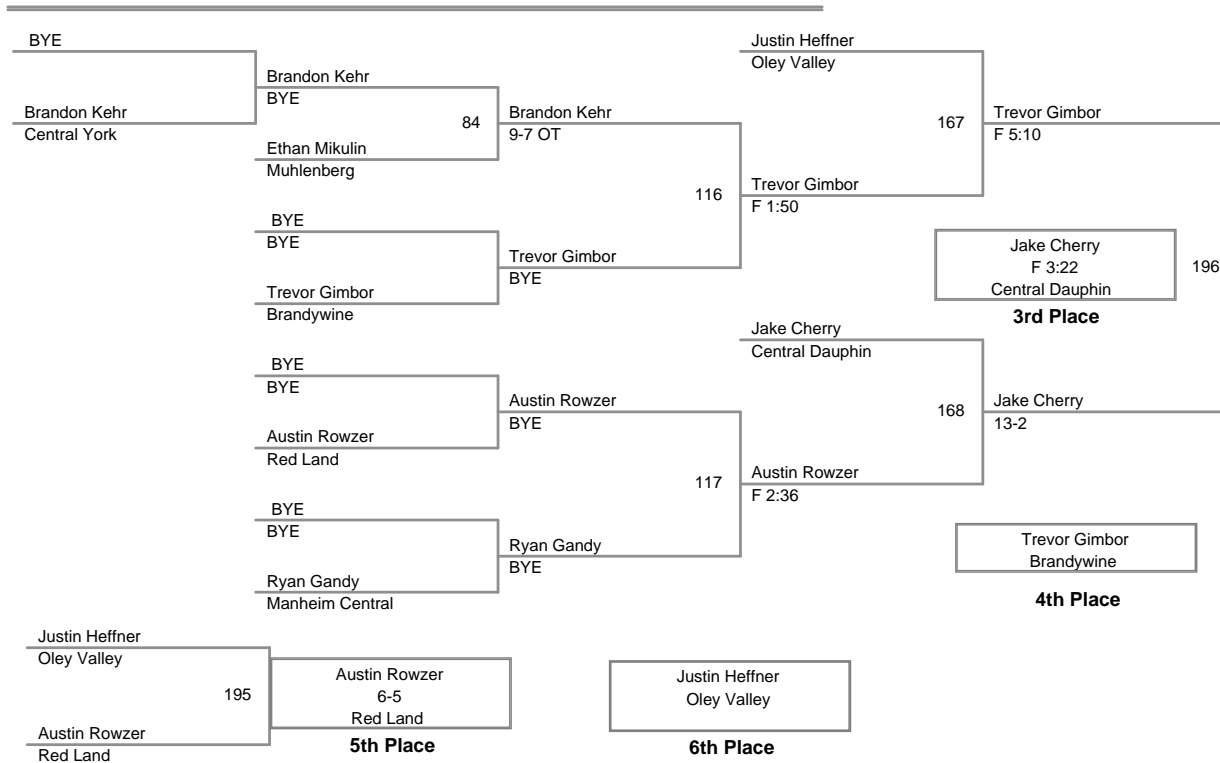 BYE
Brandon Kehr
Central York
Brandon Kehr
BYE
84
Ethan Mikulin
Muhlenberg
Brandon Kehr
9-7 OT
BYE
BYE
Trevor Gimbor
Brandywine
Trevor Gimbor
BYE
116
Trevor Gimbor
F 1:50
Justin Heffner
Oley Valley
167
Trevor Gimbor
F 5:10
Jake Cherry
F 3:22
Central Dauphin
196
3rd Place
BYE
BYE
Austin Rowzer
Red Land
Austin Rowzer
BYE
BYE
BYE
Ryan Gandy
Manheim Central
Ryan Gandy
BYE
117
Austin Rowzer
F 2:36
Jake Cherry
Central Dauphin
168
Jake Cherry
13-2
Trevor Gimbor
Brandywine
4th Place
Justin Heffner
Oley Valley
195
Austin Rowzer
Red Land
Austin Rowzer
6-5
Red Land
5th Place
Justin Heffner
Oley Valley
6th Place